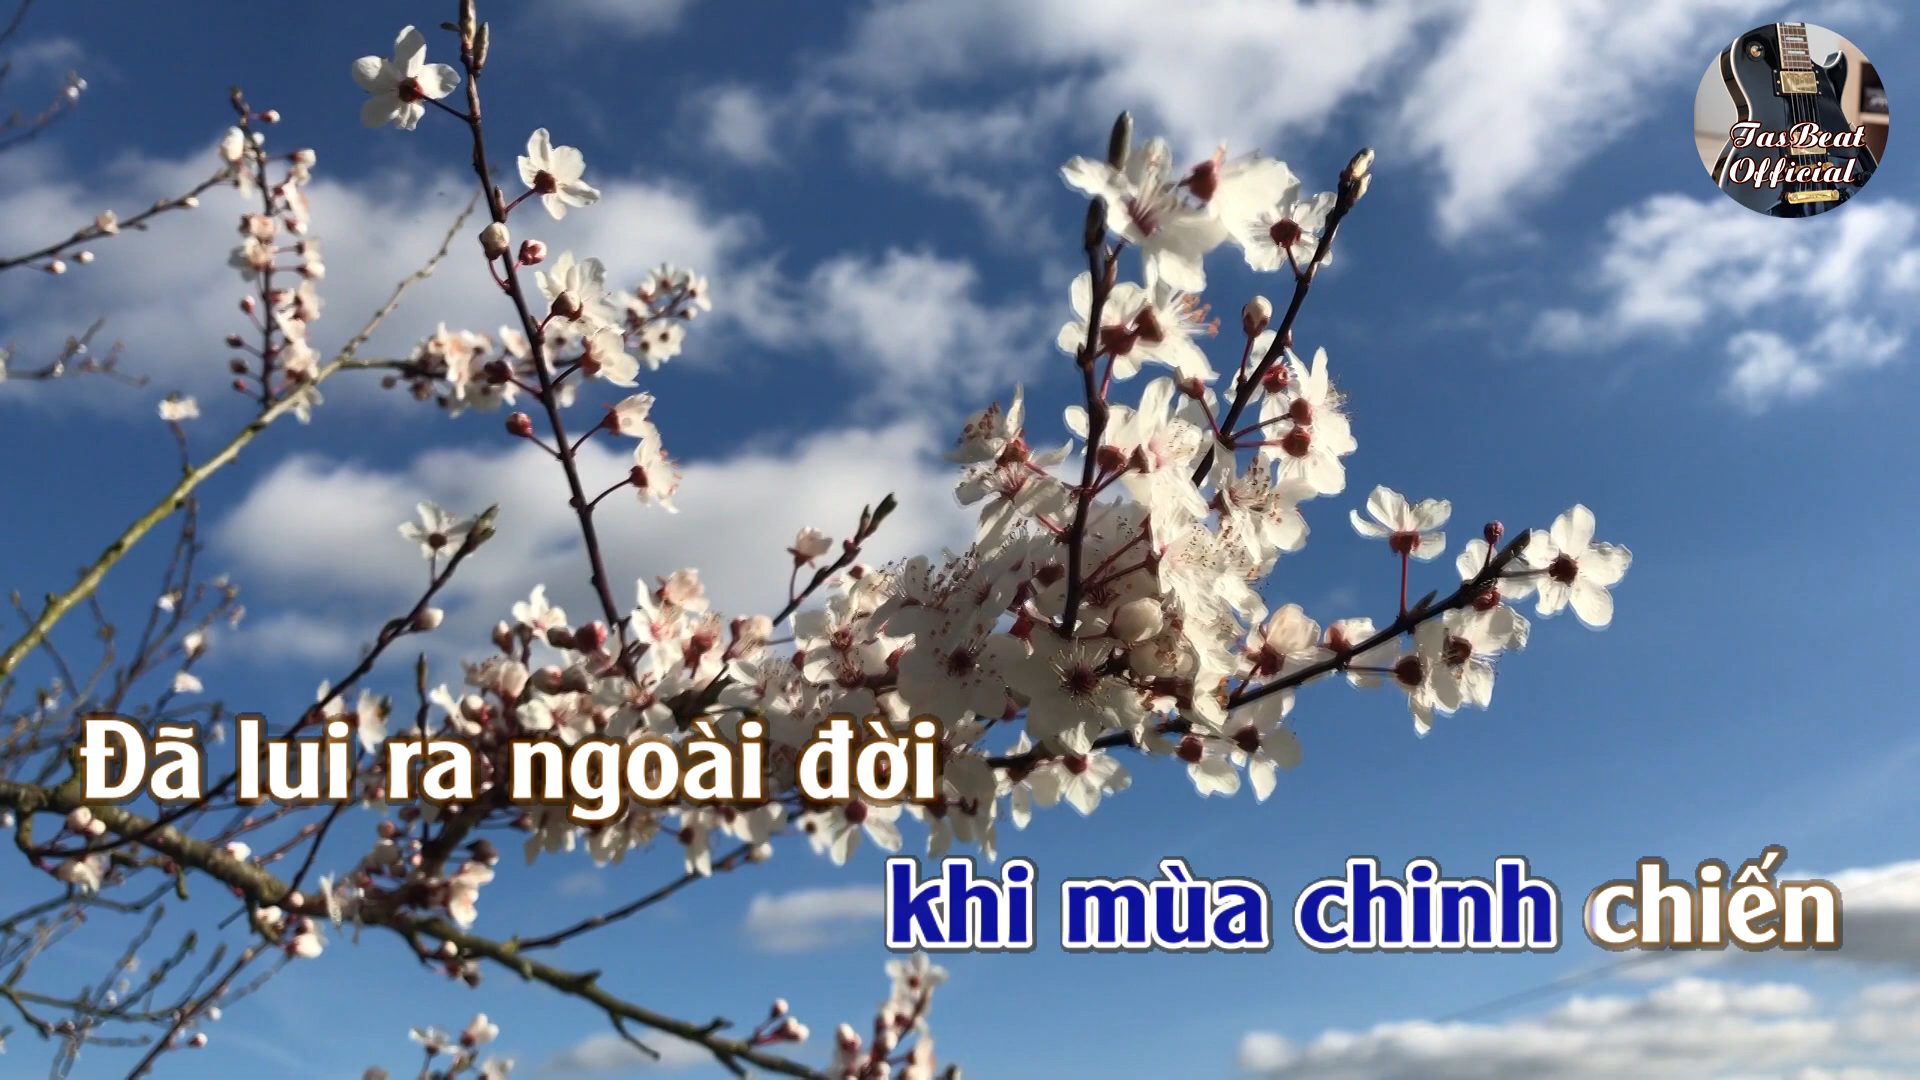 TasBeat
Official
Đã lui ra ngoài đời
khi mùa chinh chiến